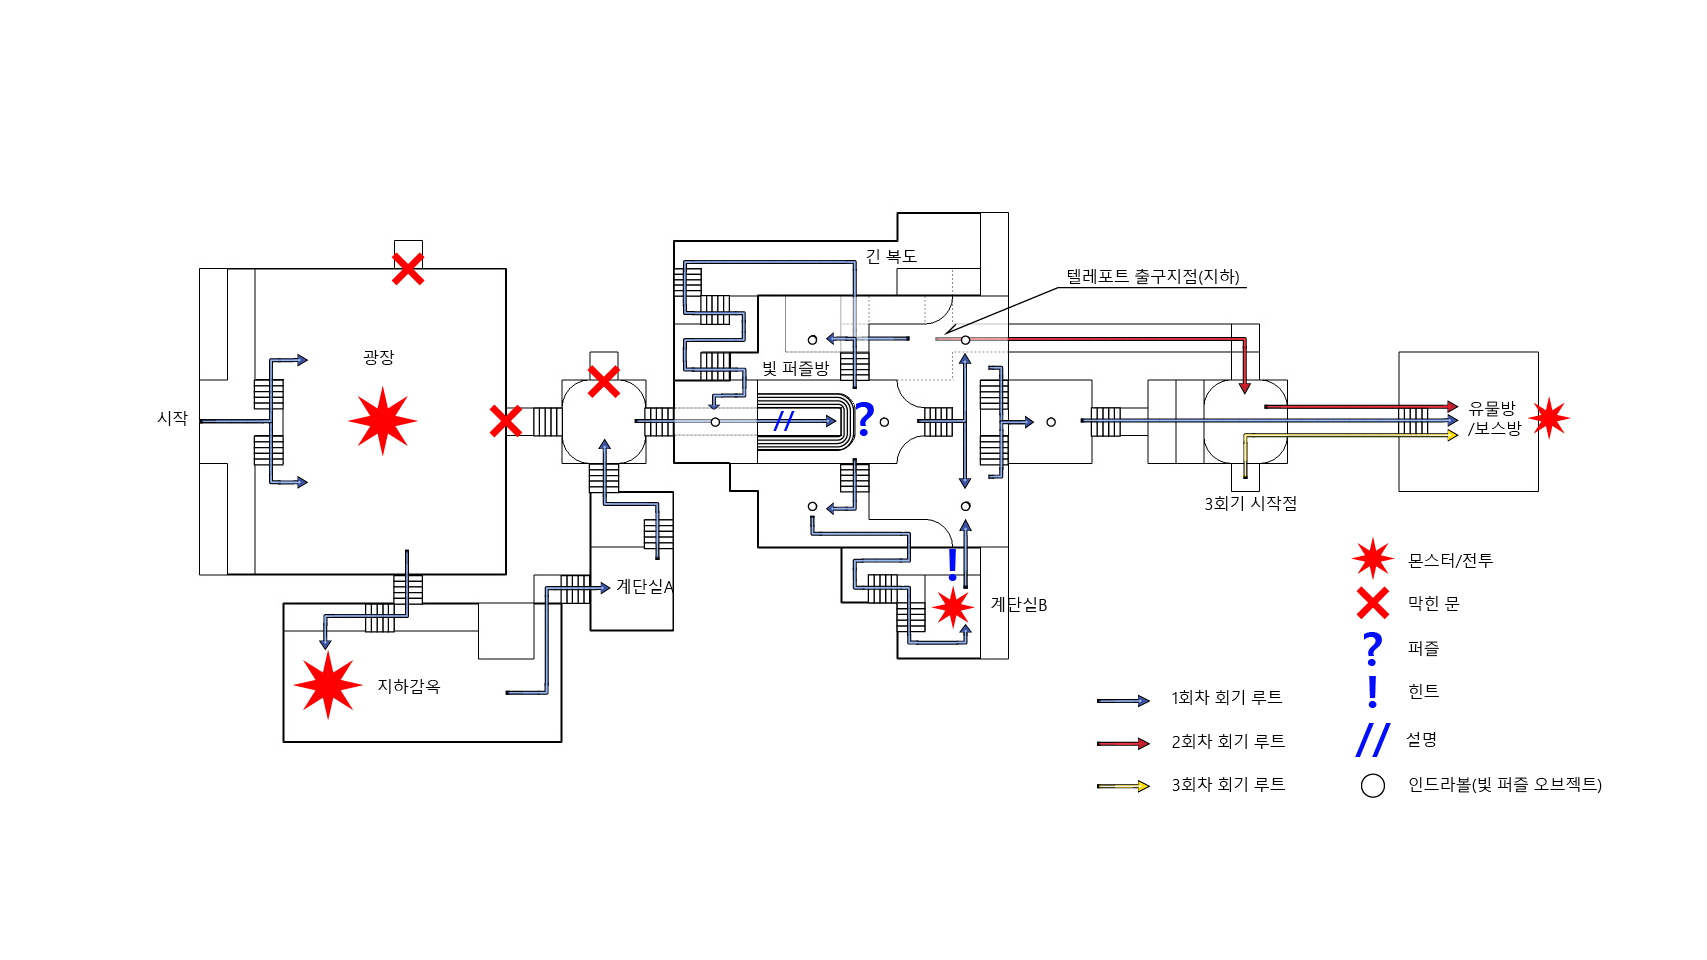 긴 복도
텔레포트 출구지점(지하)
광장
빛 퍼즐방
시작
유물방
/보스방
3회기 시작점
계단실A
계단실B
지하감옥
몬스터/전투
막힌 문
퍼즐
힌트
설명
인드라볼(빛 퍼즐 오브젝트)
1회차 회기 루트
2회차 회기 루트
3회차 회기 루트